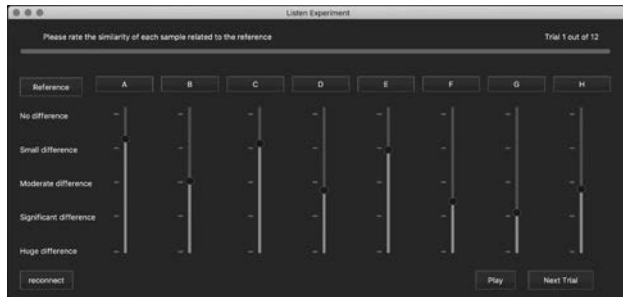 Listen Experiment
Please rate the similarity of each sample related to the reference
Trial 1 out of 12
Reference A B C D E F G H
No difference
Small difference
Moderate difference
Significant difference
Huge difference
reconnect Play Next Trial